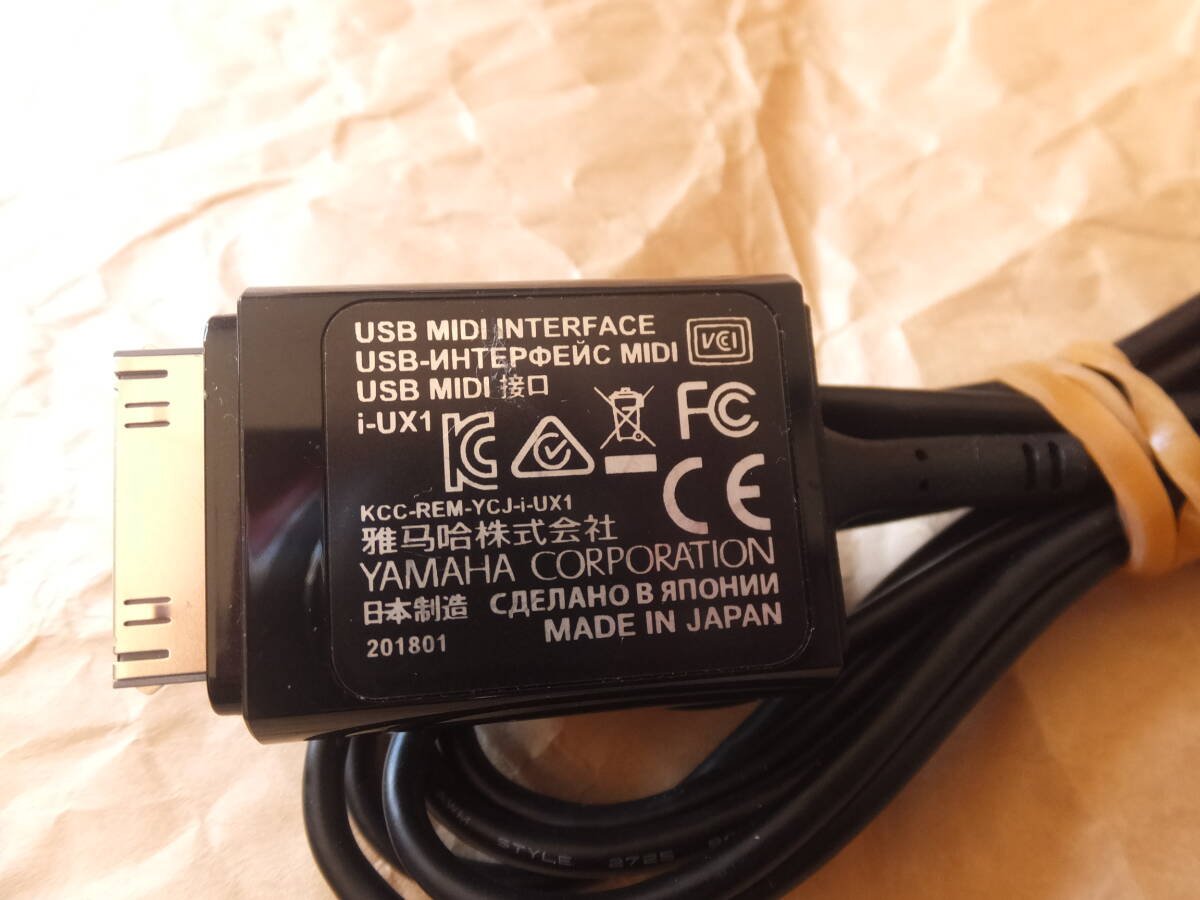 USB MIDI INTERFACE
USB-ИНТЕРФЕЙС MIDI
VCCI
USB MIDI 接口
i-UX1
FC
CE
KCC-REM-YCJ-i-UX1
雅马哈株式会社
YAMAHA CORPORATION
日本制造 СДЕЛАНО В ЯПОНИИ
201801 MADE IN JAPAN
STYLE 2725